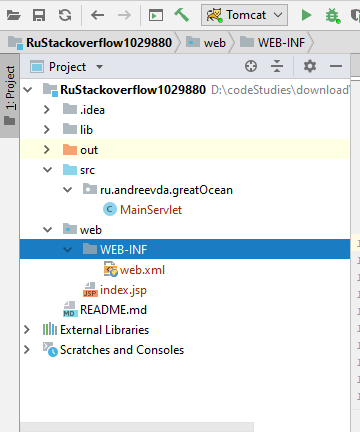 Tomcat
RuStackoverflow1029880 web WEB-INF
1: Project
Project
RuStackoverflow1029880 D:\codeStudies\download
.idea
lib
out
src
ru.andreevda.greatOcean
C MainServlet
web
WEB-INF
web.xml
JSP index.jsp
MD README.md
External Libraries
Scratches and Consoles